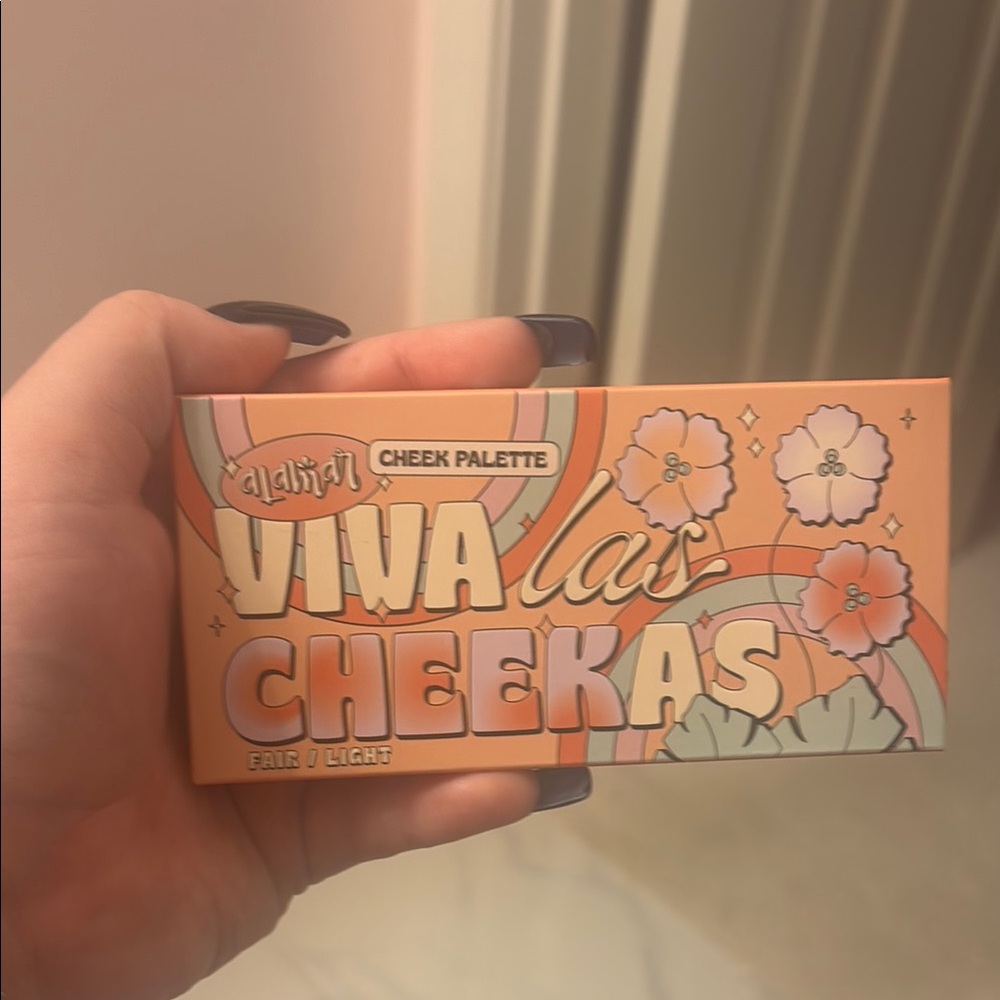 aLaMar
CHEEK PALETTE
VIVA las
CHEEKAS
FAIR / LIGHT